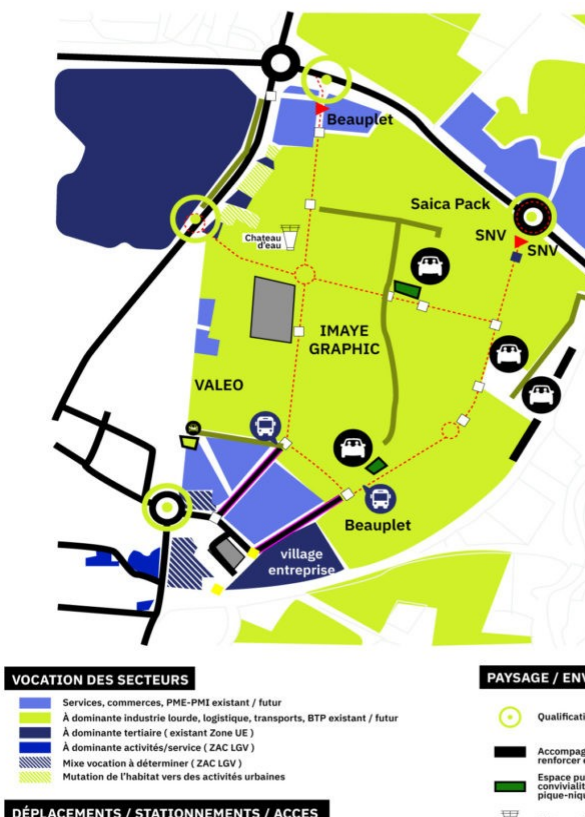 Beauplet
Saica Pack
SNV
SNV
Chateau
d'eau
IMAYE
GRAPHIC
VALEO
Beauplet
village
entreprise
VOCATION DES SECTEURS
Services, commerces, PME-PMI existant / futur
À dominante industrie lourde, logistique, transports, BTP existant / futur
À dominante tertiaire ( existant Zone UE )
À dominante activités/service ( ZAC LGV )
Mixe vocation à déterminer ( ZAC LGV )
Mutation de l'habitat vers des activités urbaines
DÉPLACEMENTS / STATIONNEMENTS / ACCES
PAYSAGE / EN
Qualificati
Accompag
renforcer e
Espace pu
convivialit
pique-niqu